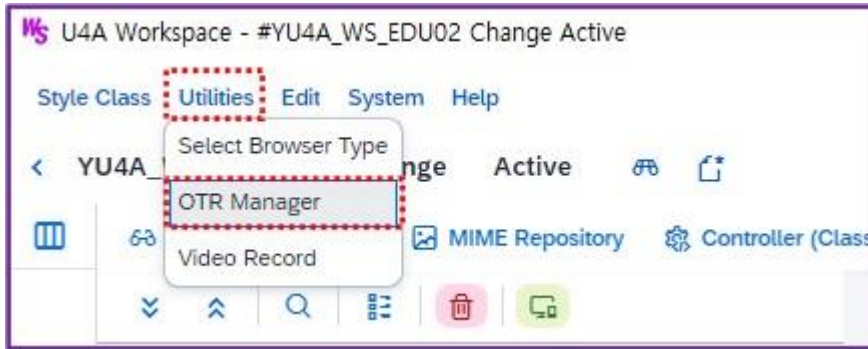 WS U4A Workspace - #YU4A_WS_EDU02 Change Active
Style Class Utilities Edit System Help
Select Browser Type
YU4A_ nge Active
OTR Manager
MIME Repository Controller (Class
Video Record